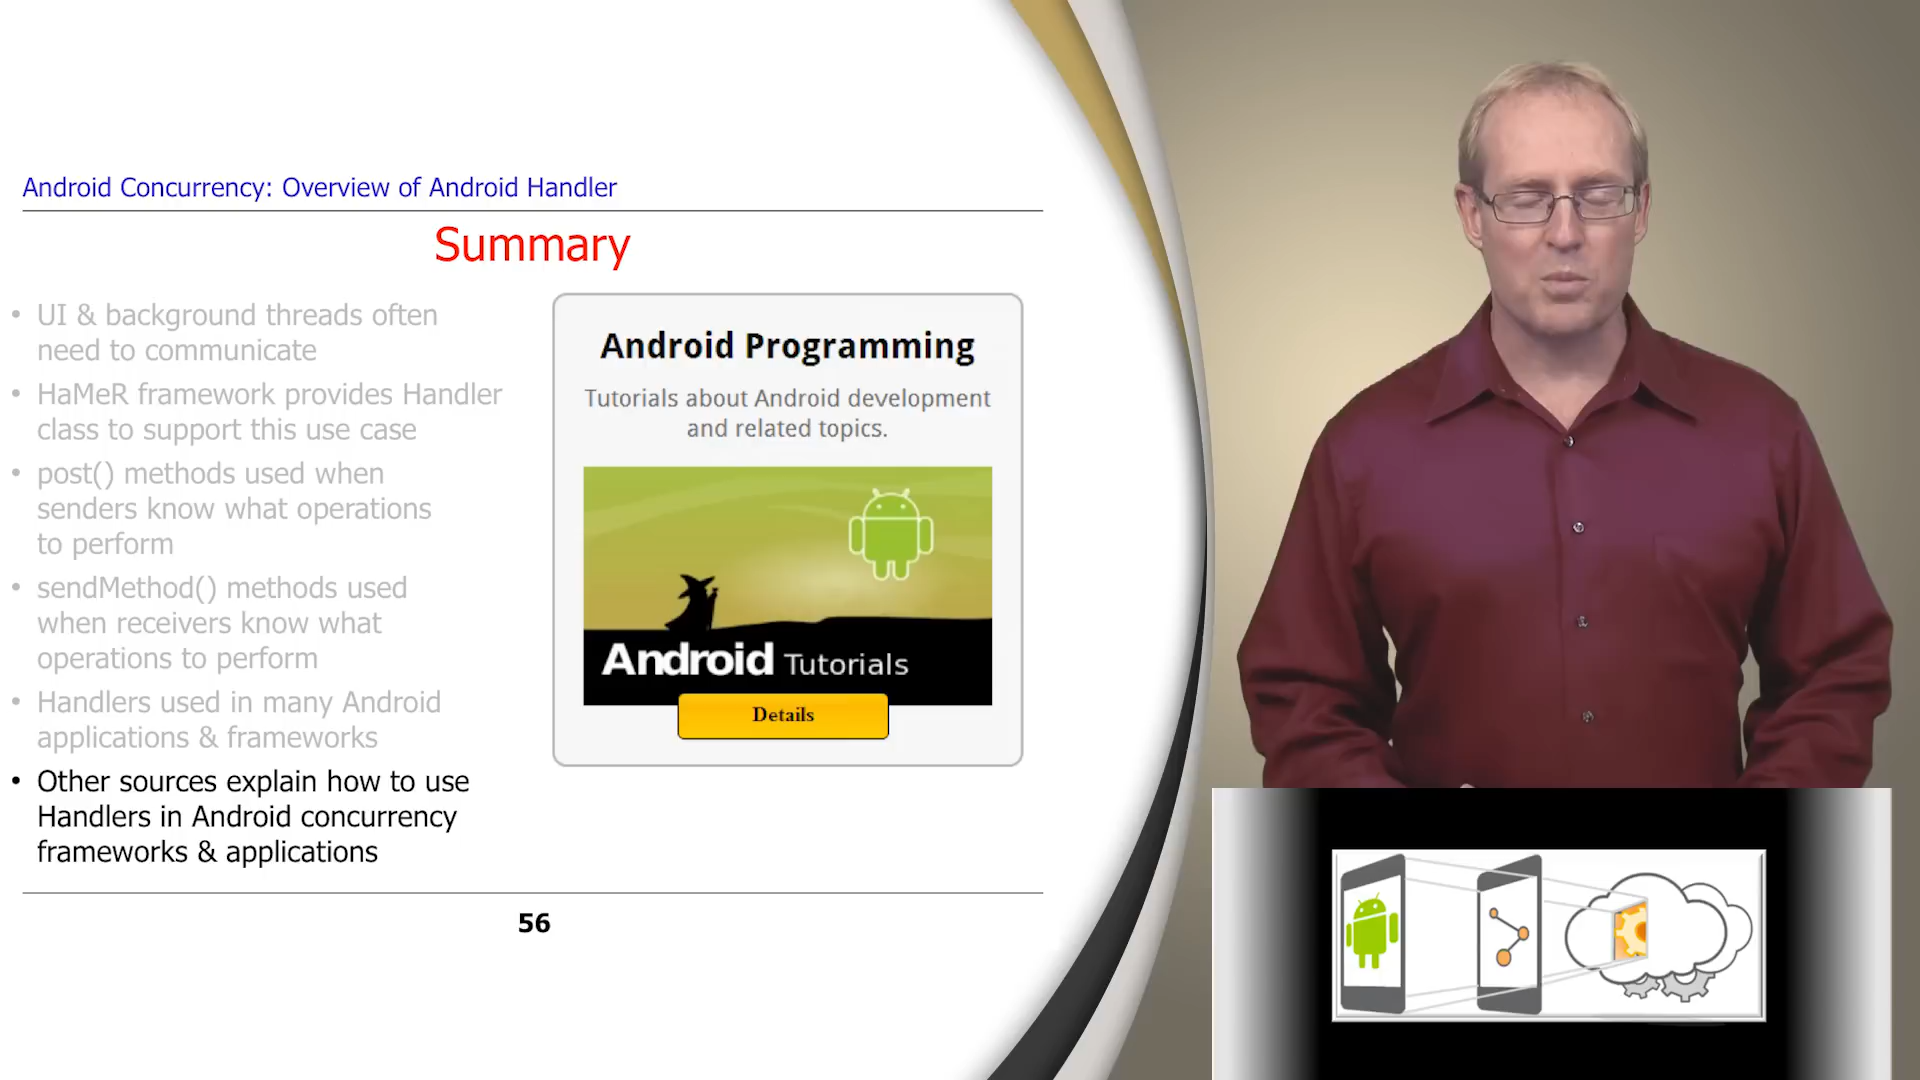 Android Concurrency: Overview of Android Handler
Summary
• UI & background threads often
need to communicate
• HaMeR framework provides Handler
class to support this use case
• post() methods used when
senders know what operations
to perform
• sendMethod() methods used
when receivers know what
operations to perform
• Handlers used in many Android
applications & frameworks
• Other sources explain how to use
Handlers in Android concurrency
frameworks & applications
Android Programming
Tutorials about Android development
and related topics.
Android Tutorials
Details
56